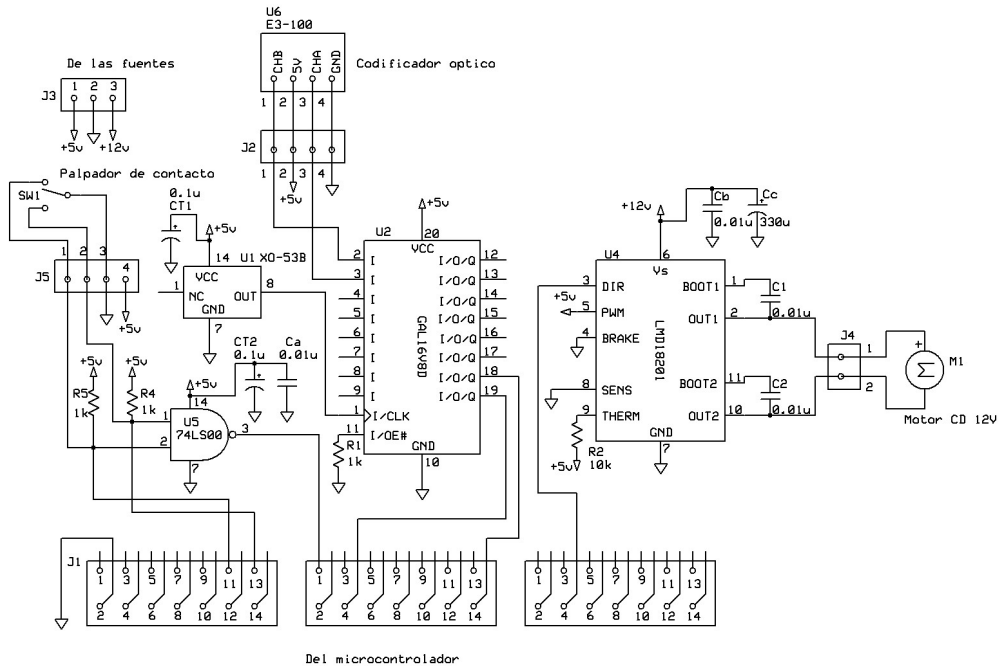 U6
E3-100
CHB 5V CHA GND
Codificador optico
1 2 3 4
J2
1 2 3 4
+5v
De las fuentes
J3
1 2 3
+5v +12v
Palpador de contacto
SW1
J5
1 2 3 4
+5v
0.1u
CT1
+5v
14
U1 XO-53B
VCC
1 NC OUT 8
GND
7
CT2
0.1u
Ca
0.01u
+5v
14
+5v +5v
R5
1k
R4
1k
U5
74LS00
1
2
3
7
R1
1k
U2
+5v
20
VCC
GAL16V8D
2 I I/O/Q 12
3 I I/O/Q 13
4 I I/O/Q 14
5 I I/O/Q 15
6 I I/O/Q 16
7 I I/O/Q 17
8 I I/O/Q 18
9 I I/O/Q 19
1 I/CLK
11 I/OE#
GND
10
+12v
Cb
0.01u
Cc
330u
6
U4
Vs
LMD18201
3 DIR BOOT1 1
+5v
5 PWM OUT1 2
4 BRAKE
8 SENS BOOT2 11
9 THERM OUT2 10
GND
7
R2
10k
+5v
C1
0.01u
C2
0.01u
J4
1
2
+
Σ
M1
Motor CD 12V
J1
1 3 5 7 9 11 13
2 4 6 8 10 12 14
1 3 5 7 9 11 13
2 4 6 8 10 12 14
1 3 5 7 9 11 13
2 4 6 8 10 12 14
Del microcontrolador